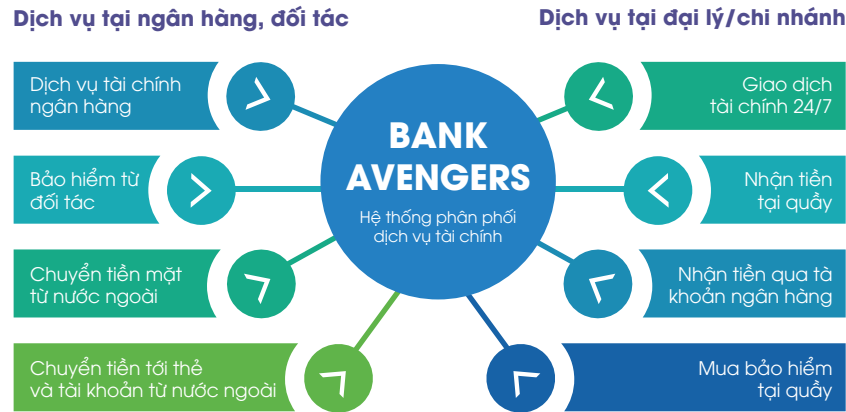 Dịch vụ tại ngân hàng, đối tác
Dịch vụ tại đại lý/chi nhánh
Dịch vụ tài chính
ngân hàng
Bảo hiểm từ
đối tác
Chuyển tiền mặt
từ nước ngoài
Chuyển tiền tới thẻ
và tài khoản từ nước ngoài
BANK
AVENGERS
Hệ thống phân phối
dịch vụ tài chính
Giao dịch
tài chính 24/7
Nhận tiền
tại quầy
Nhận tiền qua tà
khoản ngân hàng
Mua bảo hiểm
tại quầy